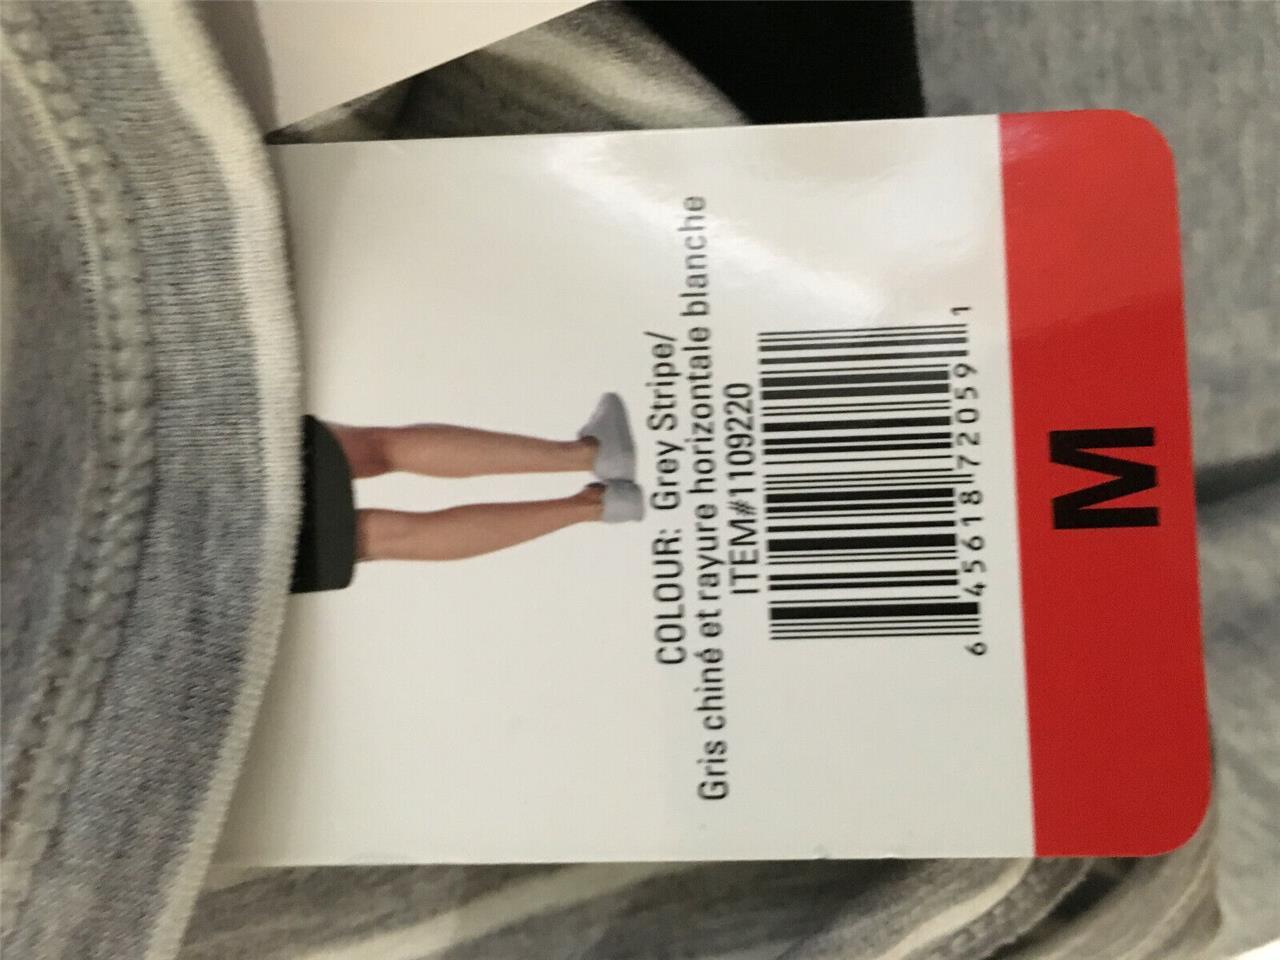 COLOUR: Grey Stripe/
Gris chiné et rayure horizontale blanche
ITEM#1109220
6 45618 72059 1
M